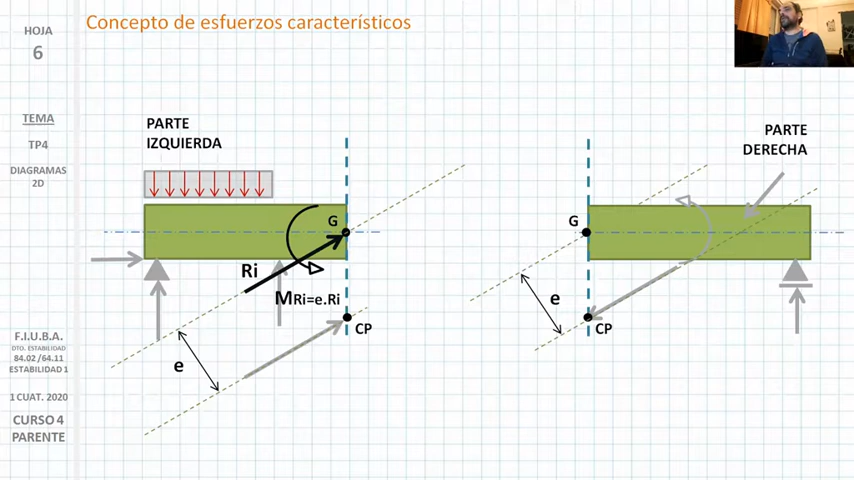 Concepto de esfuerzos característicos
HOJA
6
TEMA
TP4
DIAGRAMAS
2D
F.I.U.B.A.
DTO. ESTABILIDAD
84.02 /64.11
ESTABILIDAD 1
1 CUAT. 2020
CURSO 4
PARENTE
PARTE
IZQUIERDA
G
Ri
MRi=e.Ri
CP
e
PARTE
DERECHA
G
e
CP